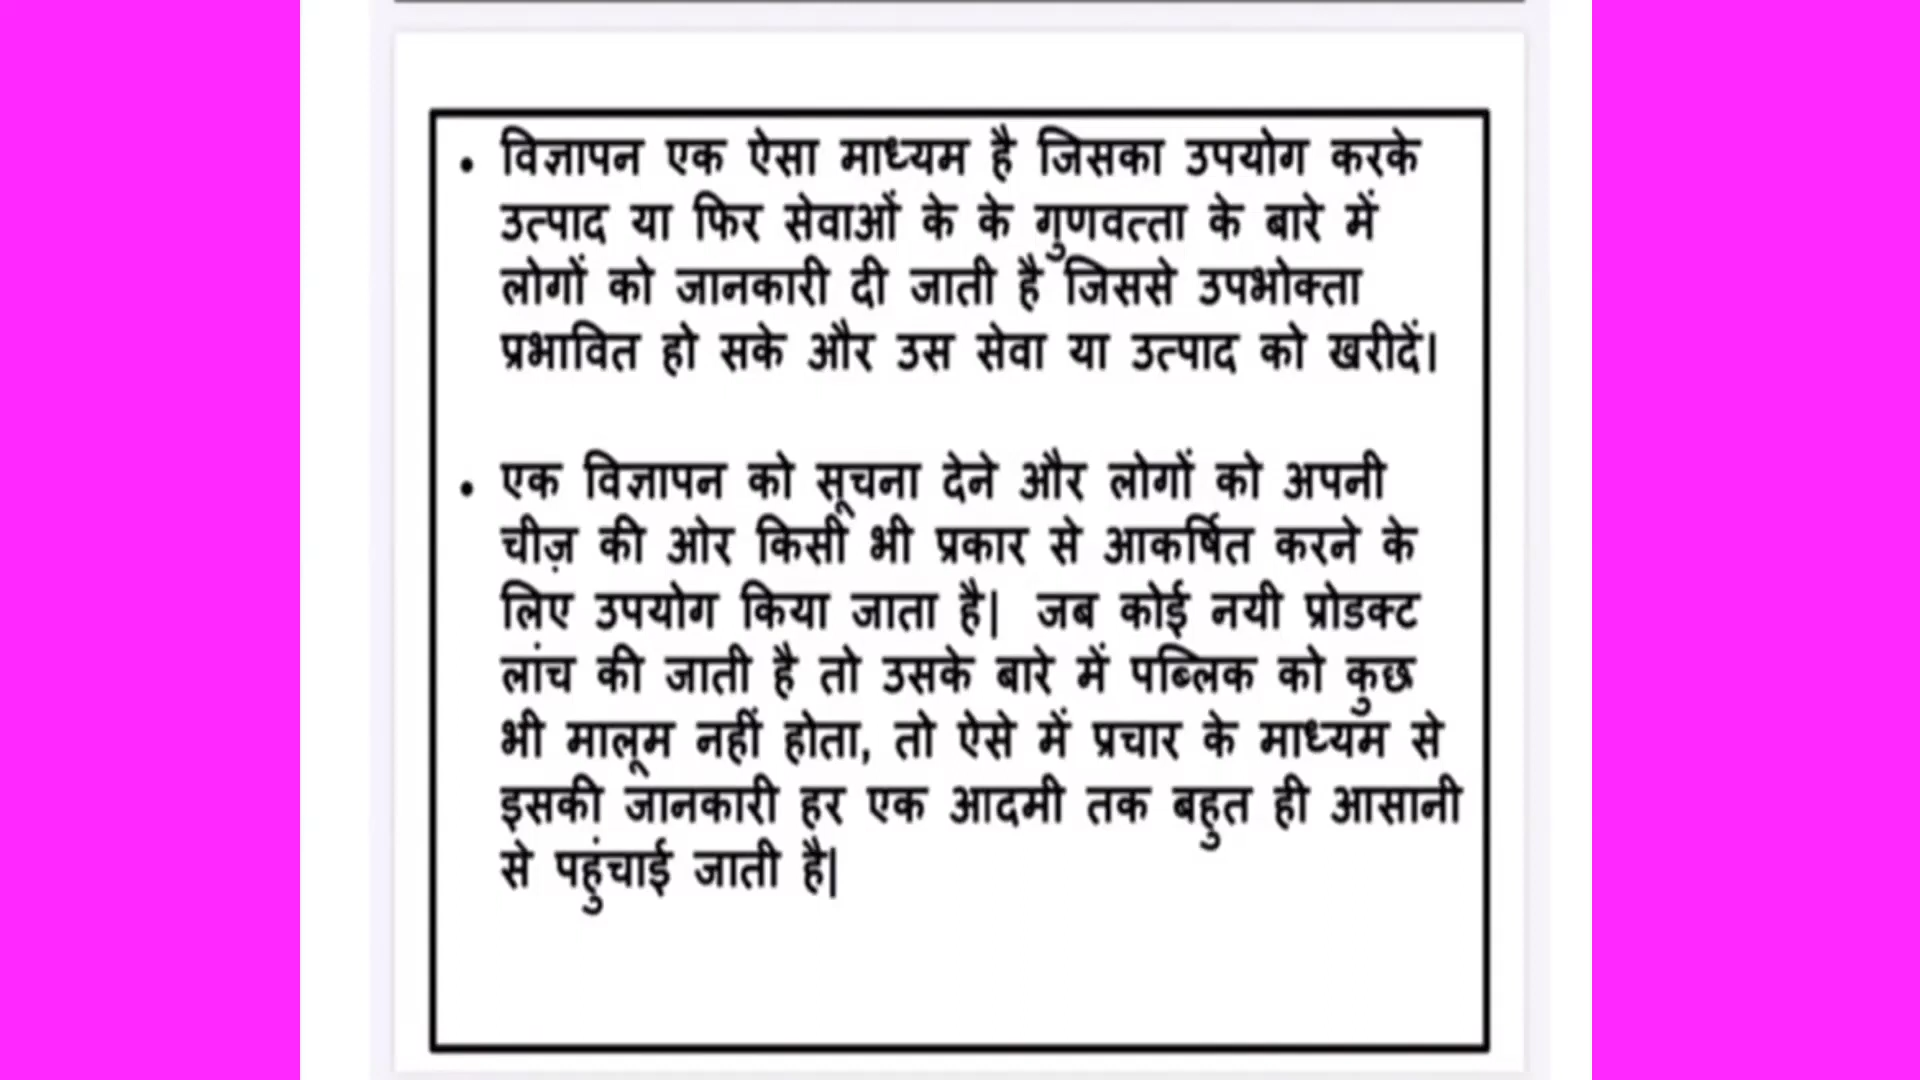 • विज्ञापन एक ऐसा माध्यम है जिसका उपयोग करके
उत्पाद या फिर सेवाओं के के गुणवत्ता के बारे में
लोगों को जानकारी दी जाती है जिससे उपभोक्ता
प्रभावित हो सके और उस सेवा या उत्पाद को खरीदें।
• एक विज्ञापन को सूचना देने और लोगों को अपनी
चीज़ की ओर किसी भी प्रकार से आकर्षित करने के
लिए उपयोग किया जाता है| जब कोई नयी प्रोडक्ट
लांच की जाती है तो उसके बारे में पब्लिक को कुछ
भी मालूम नहीं होता, तो ऐसे में प्रचार के माध्यम से
इसकी जानकारी हर एक आदमी तक बहुत ही आसानी
से पहुंचाई जाती है|